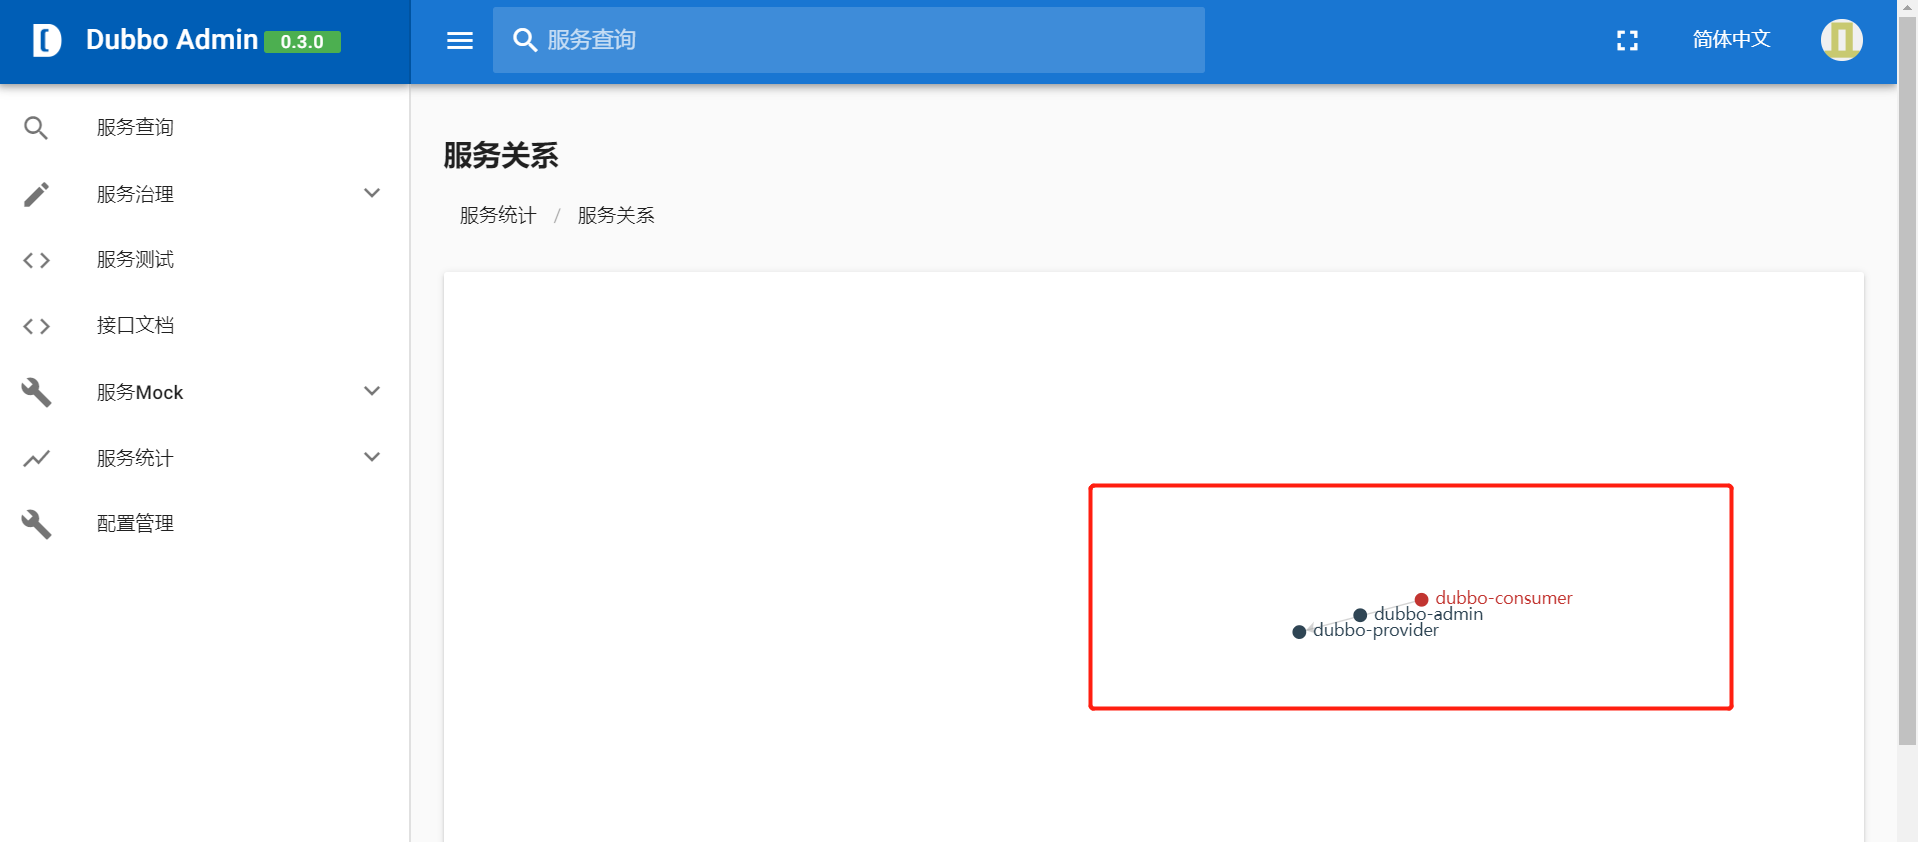 Dubbo Admin 0.3.0
服务查询
简体中文
服务查询
服务治理
服务测试
接口文档
服务Mock
服务统计
配置管理
服务关系
服务统计 / 服务关系
dubbo-consumer
dubbo-admin
dubbo-provider